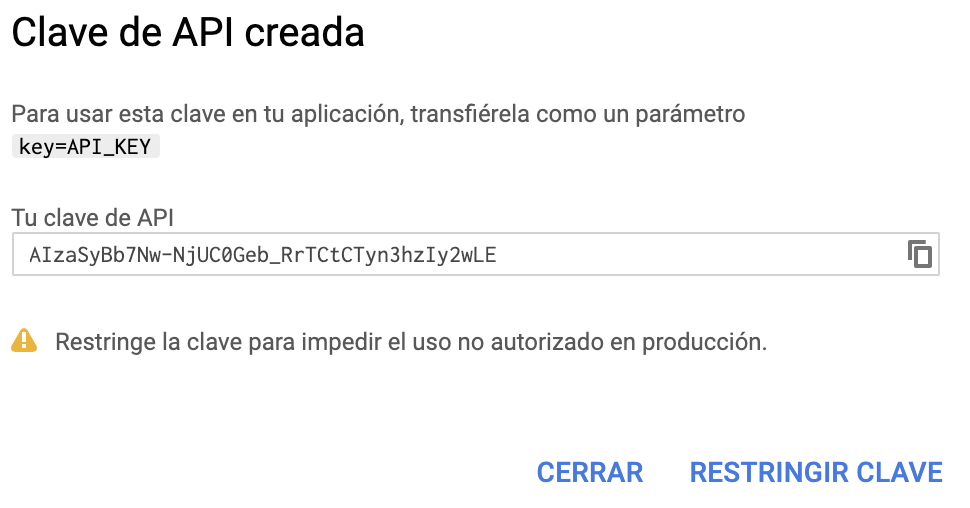 Clave de API creada
Para usar esta clave en tu aplicación, transfiérela como un parámetro
key=API_KEY
Tu clave de API
AIzaSyBb7Nw-NjUC0Geb_RrTCtCTyn3hzIy2wLE
Restringe la clave para impedir el uso no autorizado en producción.
CERRAR RESTRINGIR CLAVE